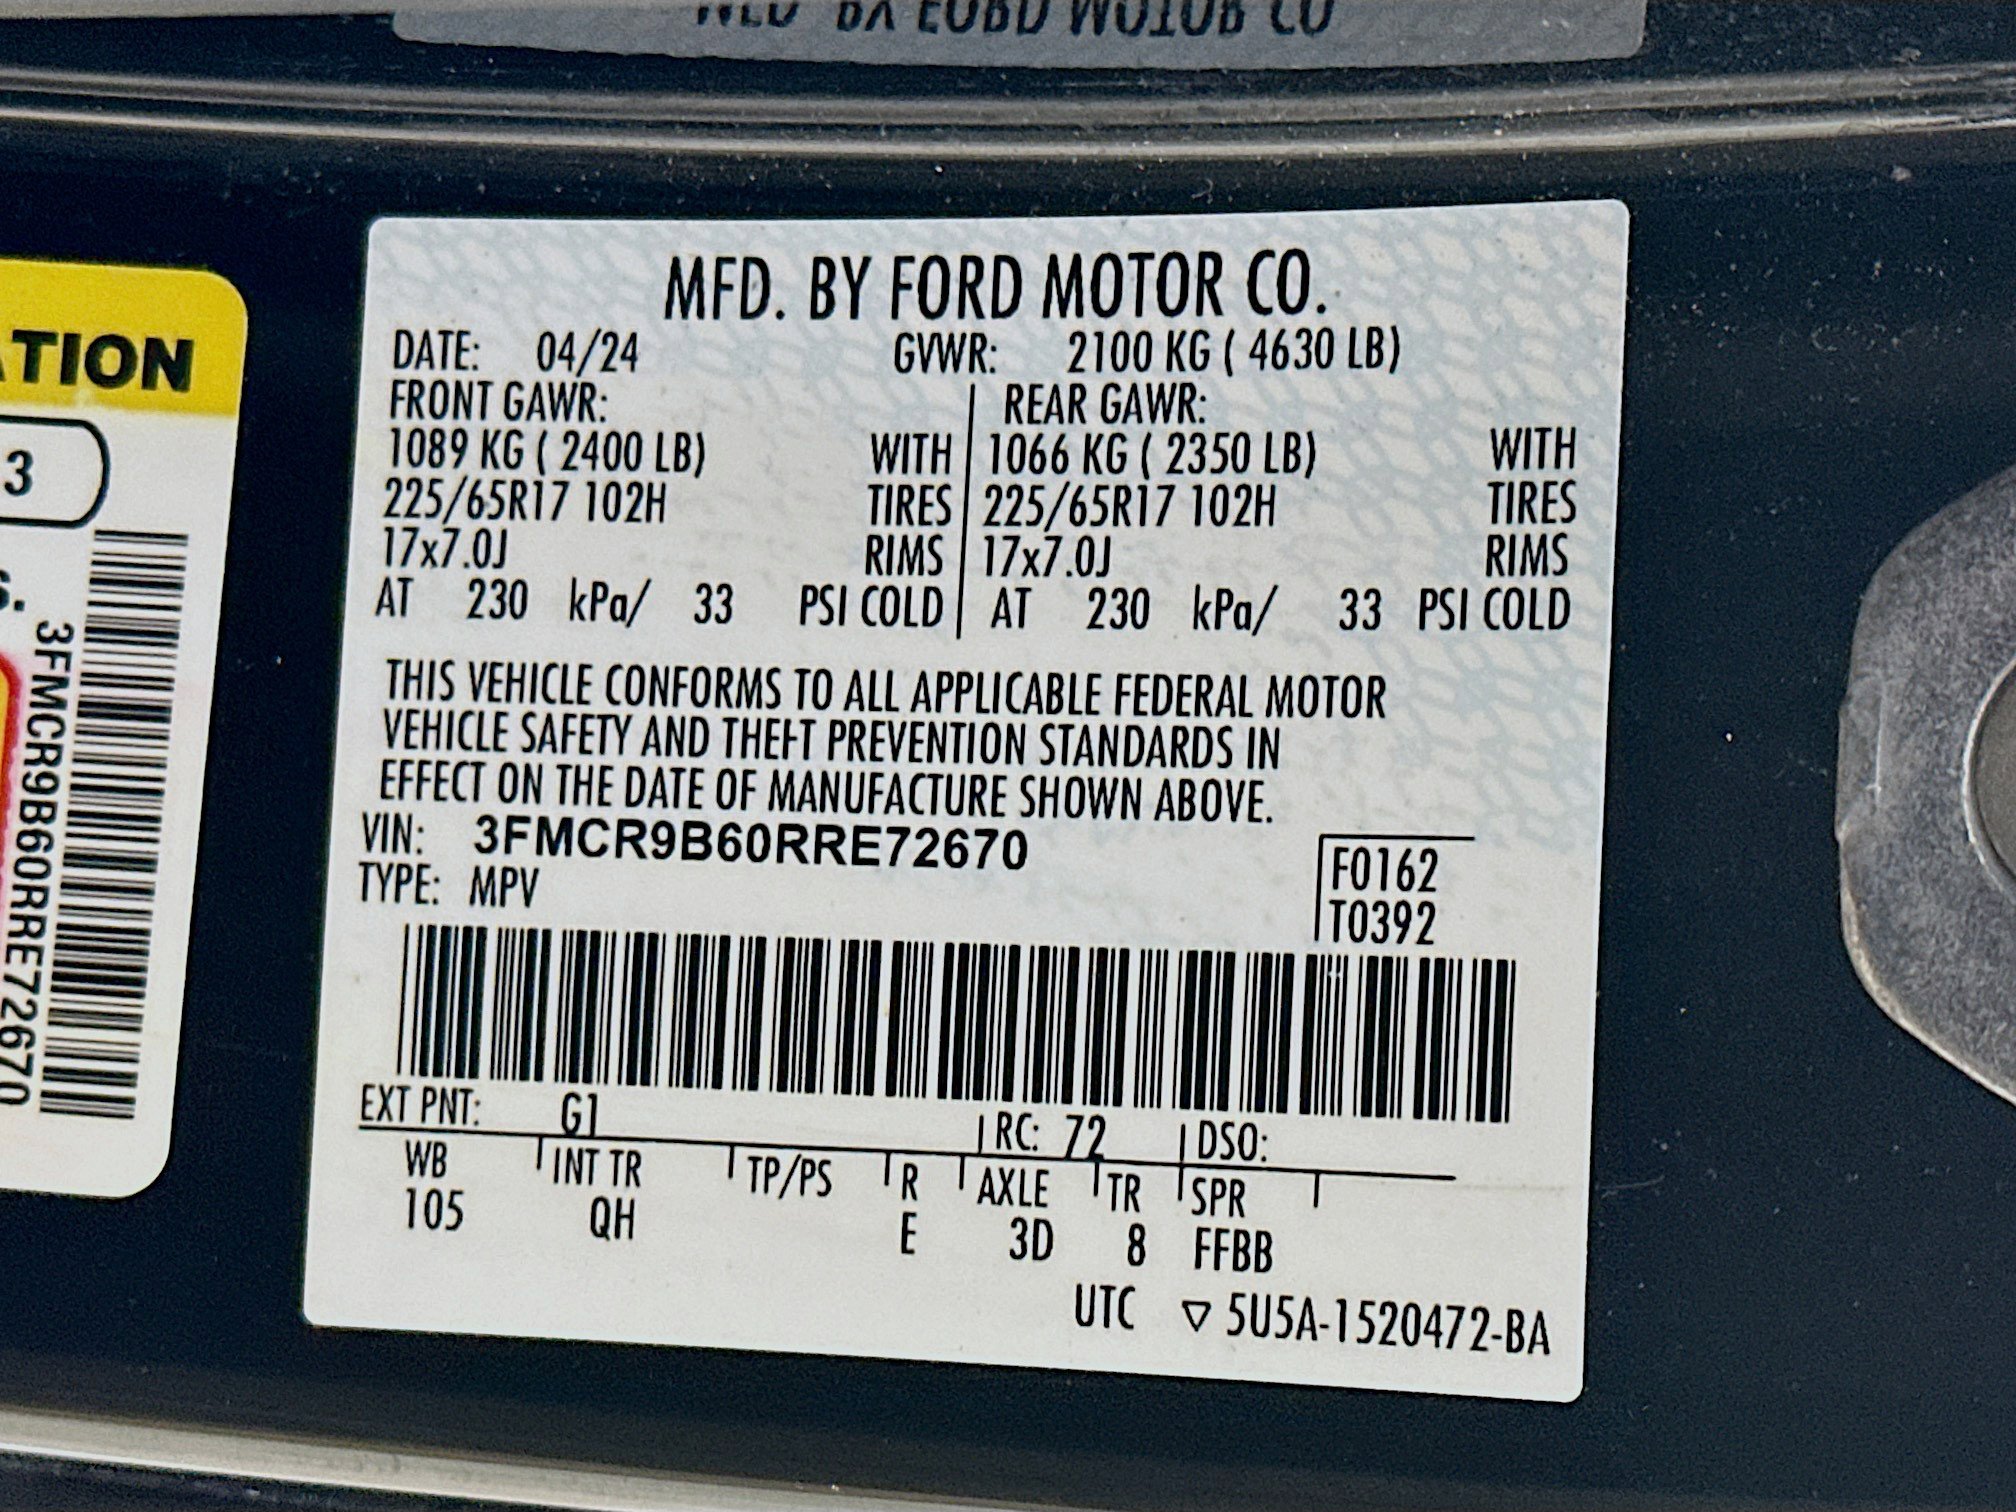 MFD. BY FORD MOTOR CO.
DATE: 04/24 GVWR: 2100 KG ( 4630 LB)
FRONT GAWR: REAR GAWR:
1089 KG ( 2400 LB) WITH 1066 KG ( 2350 LB) WITH
225/65R17 102H TIRES 225/65R17 102H TIRES
17x7.0J RIMS 17x7.0J RIMS
AT 230 kPa/ 33 PSI COLD AT 230 kPa/ 33 PSI COLD
THIS VEHICLE CONFORMS TO ALL APPLICABLE FEDERAL MOTOR
VEHICLE SAFETY AND THEFT PREVENTION STANDARDS IN
EFFECT ON THE DATE OF MANUFACTURE SHOWN ABOVE.
VIN: 3FMCR9B60RRE72670
TYPE: MPV
F0162
T0392
EXT PNT: G1 RC: 72 DSO:
WB INT TR TP/PS R AXLE TR SPR
105 QH E 3D 8 FFBB
UTC ▽ 5U5A-1520472-BA
ATION
3
S.
3FMCR9B60RRE72670